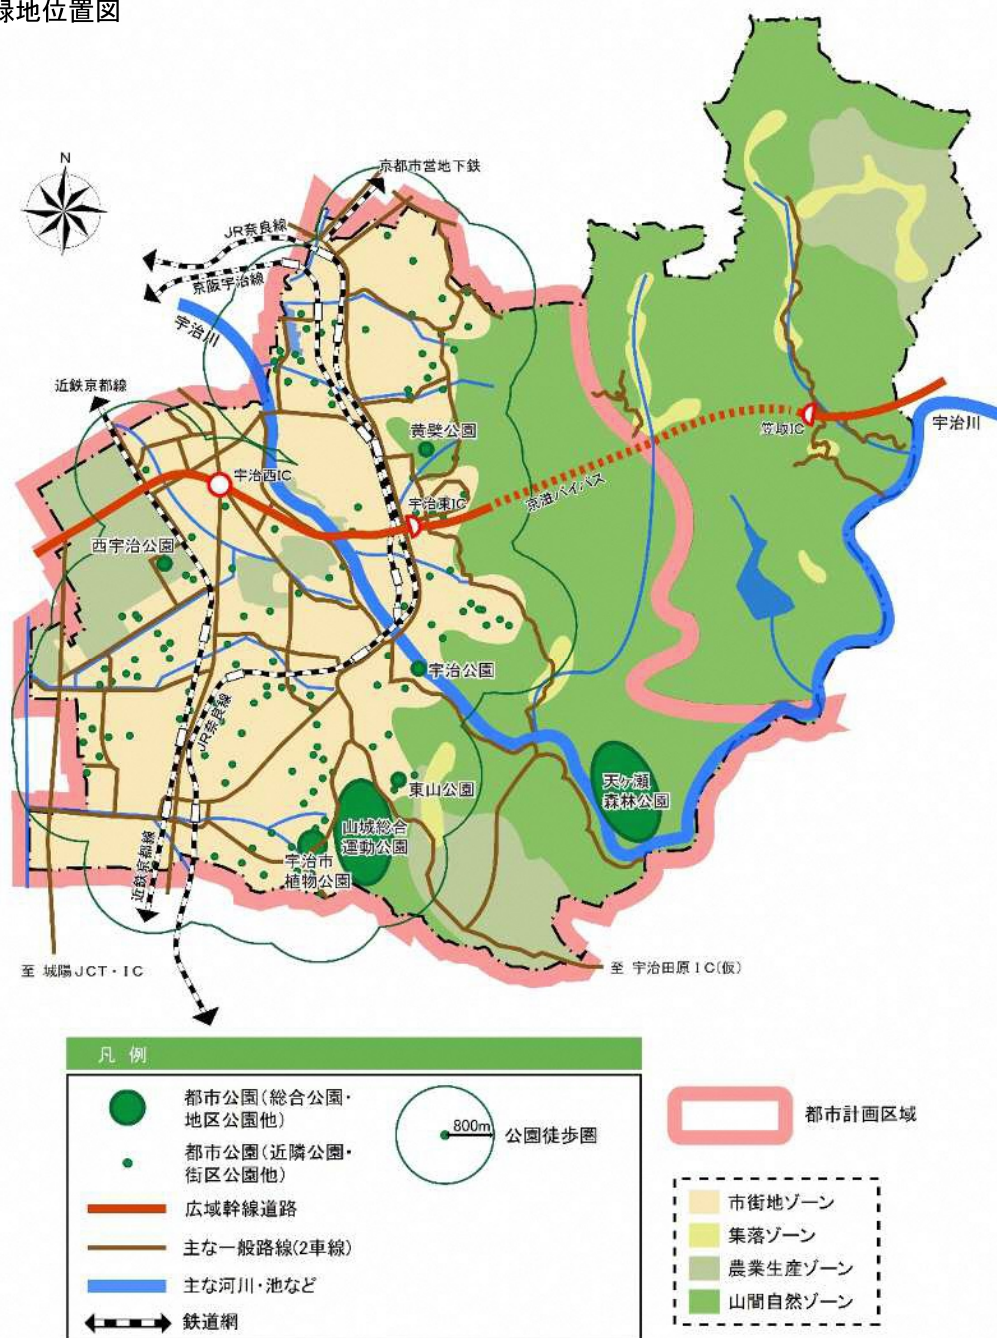 緑地位置図
N
京都市営地下鉄
JR奈良線
京阪宇治線
宇治川
近鉄京都線
黄檗公園
笠取IC
宇治川
宇治西IC
宇治東IC
京滋バイパス
西宇治公園
宇治公園
JR奈良線
天ヶ瀬
森林公園
東山公園
山城総合
運動公園
宇治市
植物公園
近鉄京都線
至 城陽JCT・IC
至 宇治田原IC(仮)
凡 例
都市公園(総合公園・
地区公園他)
800m
公園徒歩圏
都市公園(近隣公園・
街区公園他)
広域幹線道路
主な一般路線(2車線)
主な河川・池など
鉄道網
都市計画区域
市街地ゾーン
集落ゾーン
農業生産ゾーン
山間自然ゾーン